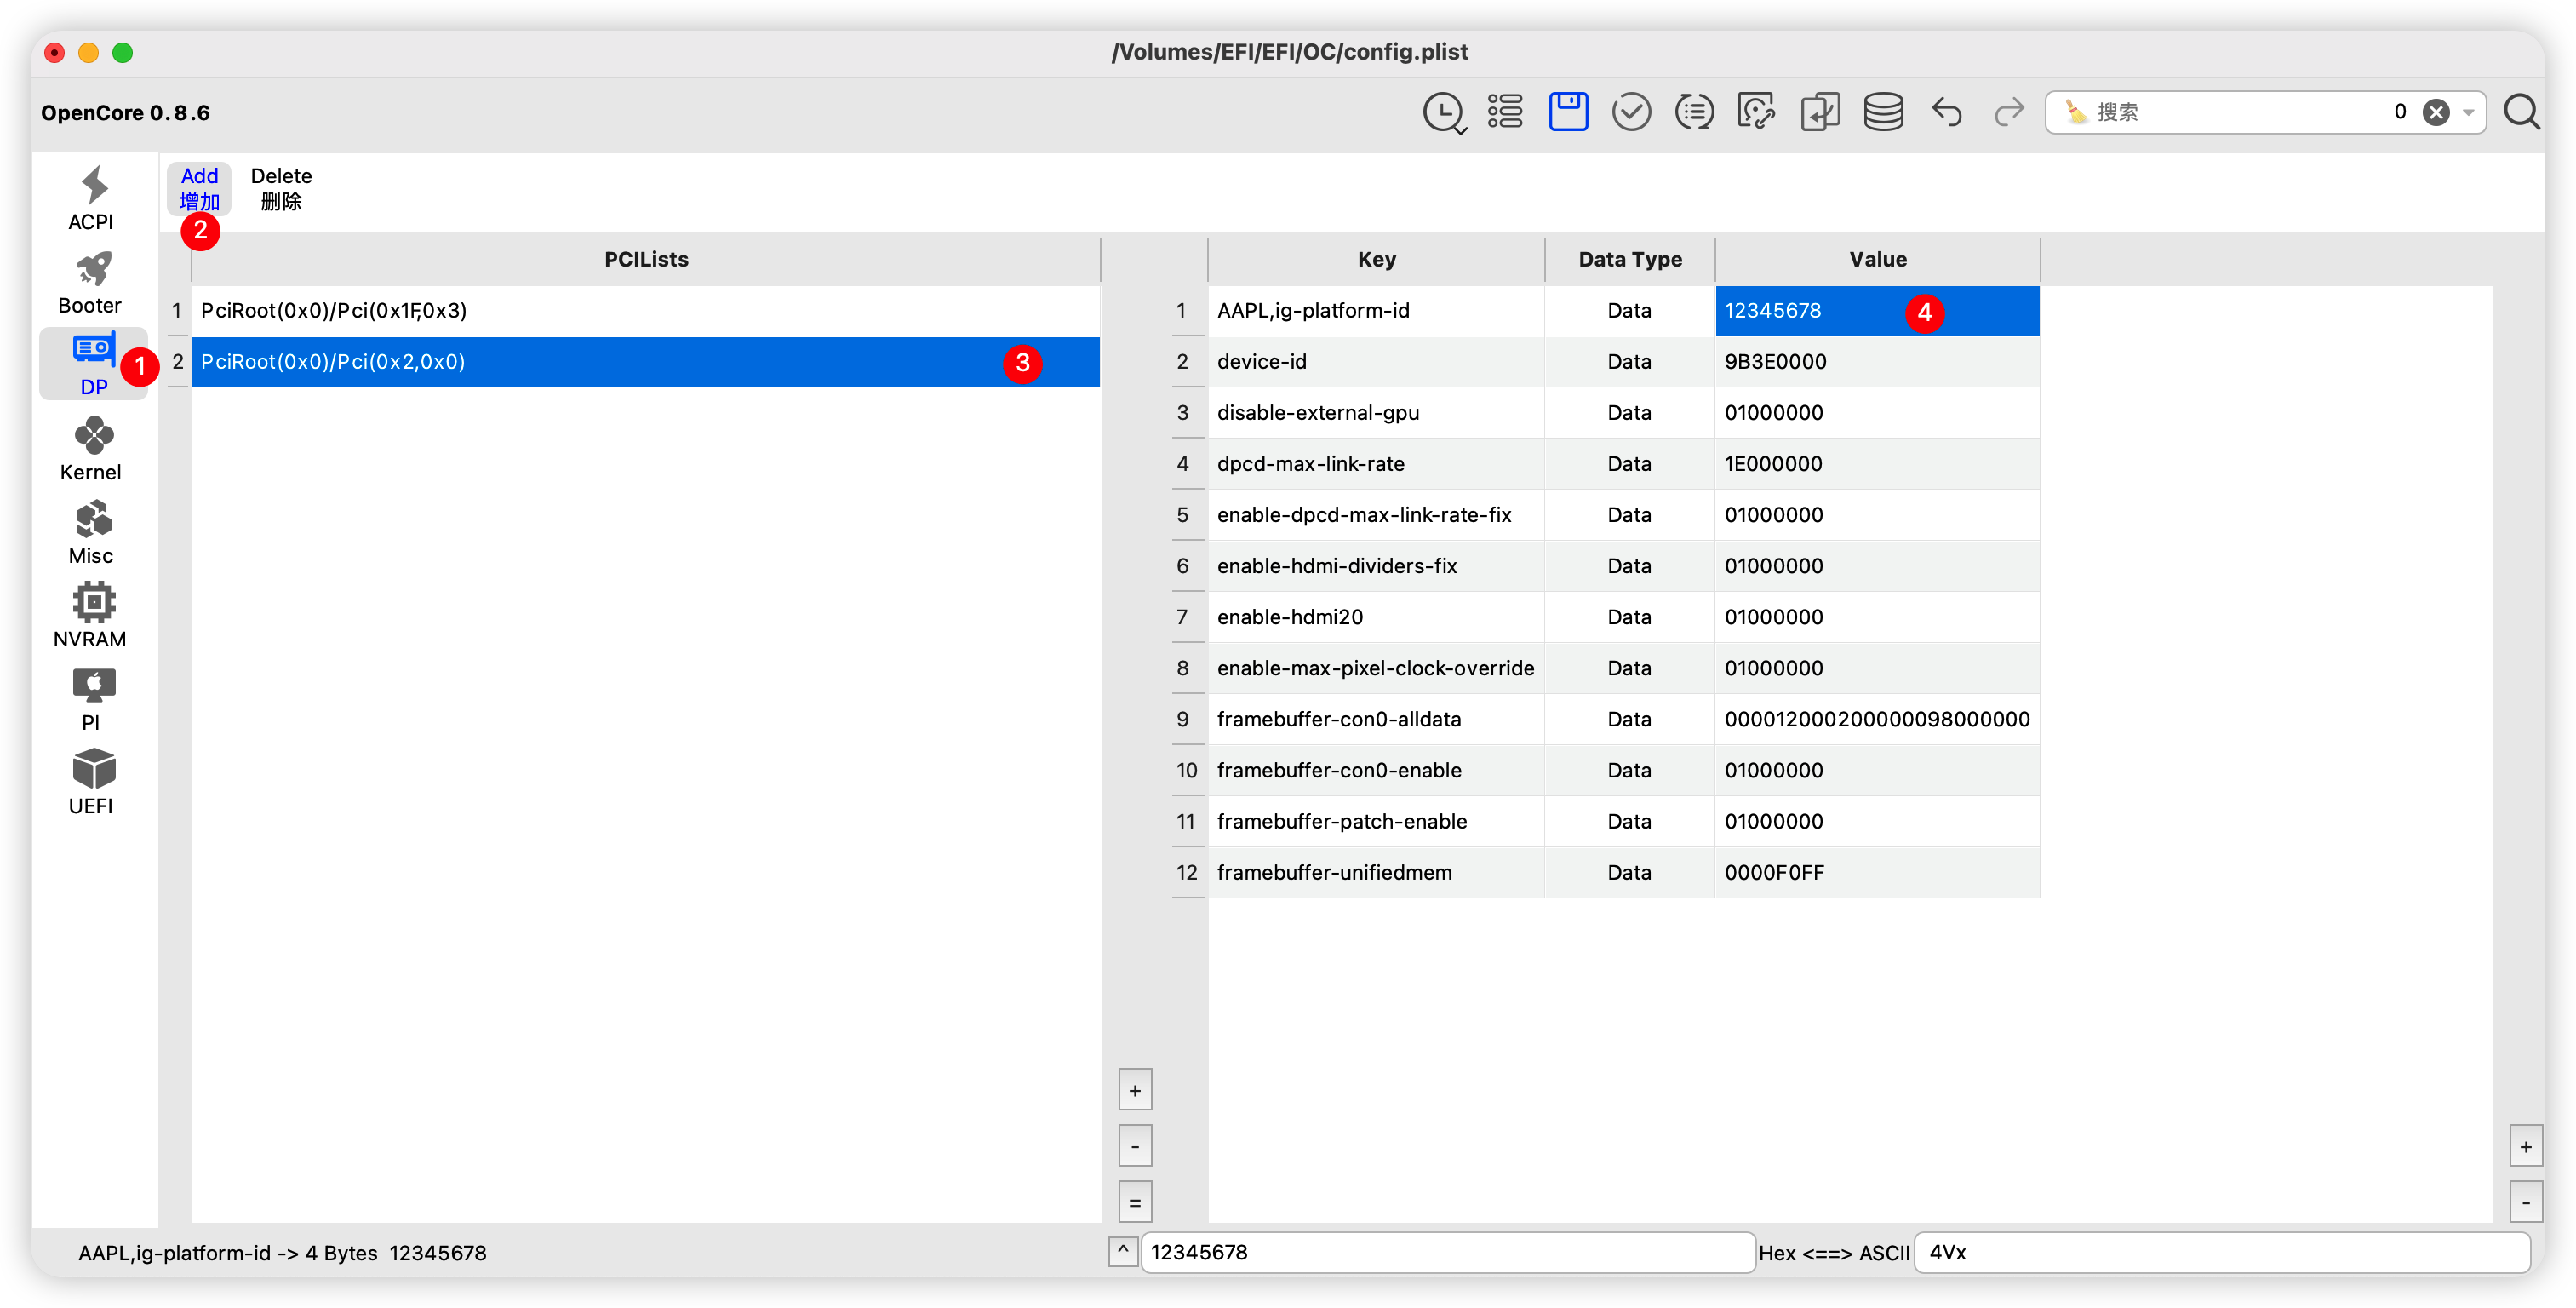 /Volumes/EFI/EFI/OC/config.plist
OpenCore 0.8.6
搜索 0
ACPI
Booter
DP
1
Kernel
Misc
NVRAM
PI
UEFI
Add
增加
2
Delete
删除
PCILists
1 PciRoot(0x0)/Pci(0x1F,0x3)
2 PciRoot(0x0)/Pci(0x2,0x0) 3
Key Data Type Value
1 AAPL,ig-platform-id Data 12345678 4
2 device-id Data 9B3E0000
3 disable-external-gpu Data 01000000
4 dpcd-max-link-rate Data 1E000000
5 enable-dpcd-max-link-rate-fix Data 01000000
6 enable-hdmi-dividers-fix Data 01000000
7 enable-hdmi20 Data 01000000
8 enable-max-pixel-clock-override Data 01000000
9 framebuffer-con0-alldata Data 000012000200000098000000
10 framebuffer-con0-enable Data 01000000
11 framebuffer-patch-enable Data 01000000
12 framebuffer-unifiedmem Data 0000F0FF
+
-
=
+
-
AAPL,ig-platform-id -> 4 Bytes 12345678
^ 12345678 Hex <==> ASCII 4Vx